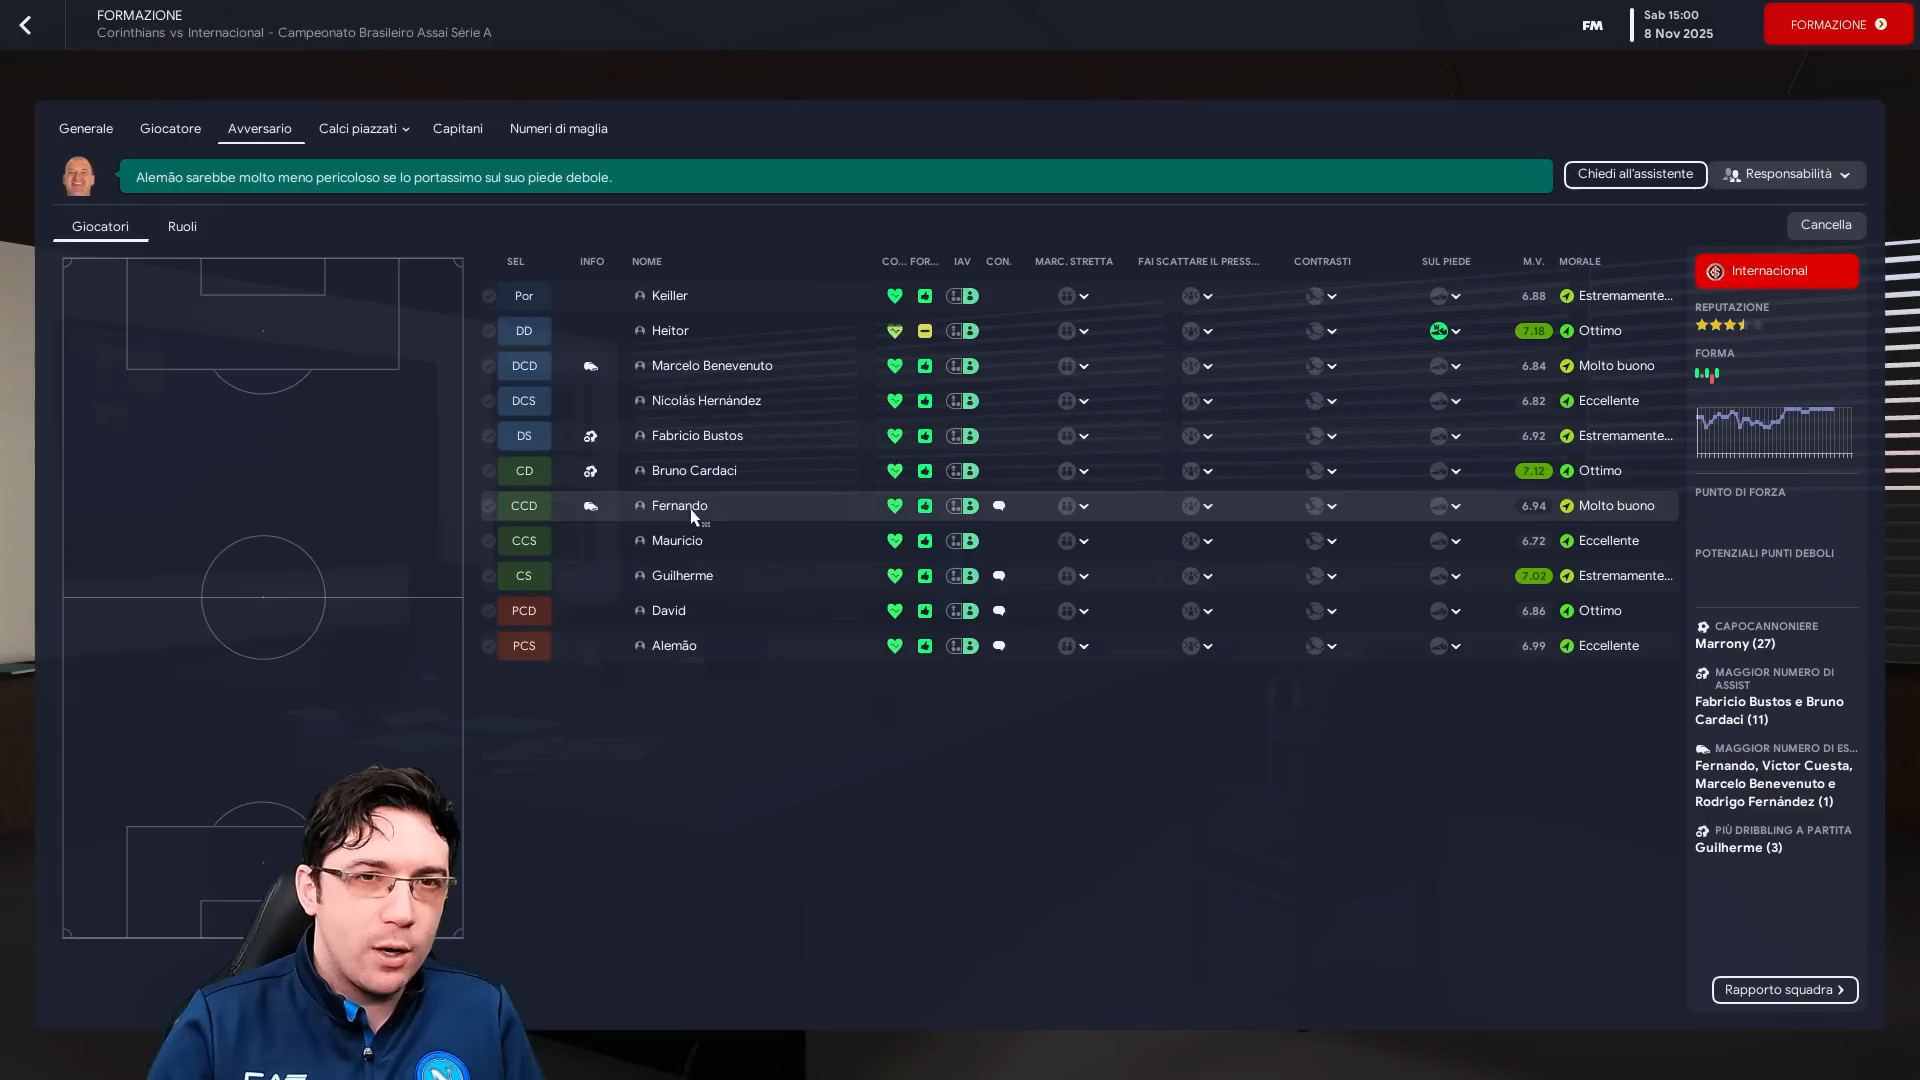 FORMAZIONE
Corinthians vs Internacional - Campeonato Brasileiro Assaí Série A
FM
Sab 15:00
8 Nov 2025
FORMAZIONE
Generale Giocatore Avversario Calci piazzati Capitani Numeri di maglia
Alemão sarebbe molto meno pericoloso se lo portassimo sul suo piede debole.
Chiedi all'assistente
Responsabilità
Giocatori Ruoli
Cancella
SEL INFO NOME CO... FOR... IAV CON. MARC. STRETTA FAI SCATTARE IL PRESS... CONTRASTI SUL PIEDE M.V. MORALE
Por Keiller 6.88 Estremamente...
DD Heitor 7.18 Ottimo
DCD Marcelo Benevenuto 6.84 Molto buono
DCS Nicolás Hernández 6.82 Eccellente
DS Fabricio Bustos 6.92 Estremamente...
CD Bruno Cardaci 7.12 Ottimo
CCD Fernando 6.94 Molto buono
CCS Maurício 6.72 Eccellente
CS Guilherme 7.02 Estremamente...
PCD David 6.86 Ottimo
PCS Alemão 6.99 Eccellente
Internacional
REPUTAZIONE
FORMA
PUNTO DI FORZA
POTENZIALI PUNTI DEBOLI
CAPOCANNONIERE
Marrony (27)
MAGGIOR NUMERO DI
ASSIST
Fabricio Bustos e Bruno
Cardaci (11)
MAGGIOR NUMERO DI ES...
Fernando, Víctor Cuesta,
Marcelo Benevenuto e
Rodrigo Fernández (1)
PIÙ DRIBBLING A PARTITA
Guilherme (3)
Rapporto squadra